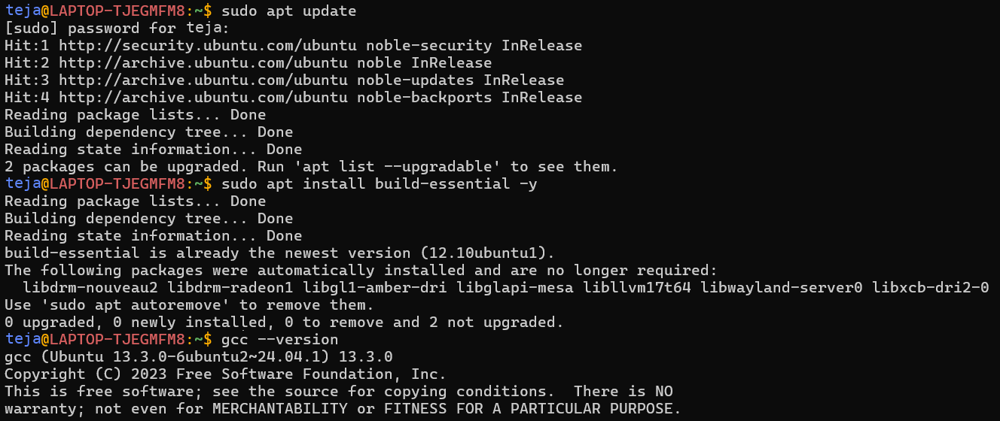 teja@LAPTOP-TJEGMFM8:~$ sudo apt update
[sudo] password for teja:
Hit:1 http://security.ubuntu.com/ubuntu noble-security InRelease
Hit:2 http://archive.ubuntu.com/ubuntu noble InRelease
Hit:3 http://archive.ubuntu.com/ubuntu noble-updates InRelease
Hit:4 http://archive.ubuntu.com/ubuntu noble-backports InRelease
Reading package lists... Done
Building dependency tree... Done
Reading state information... Done
2 packages can be upgraded. Run 'apt list --upgradable' to see them.
teja@LAPTOP-TJEGMFM8:~$ sudo apt install build-essential -y
Reading package lists... Done
Building dependency tree... Done
Reading state information... Done
build-essential is already the newest version (12.10ubuntu1).
The following packages were automatically installed and are no longer required:
  libdrm-nouveau2 libdrm-radeon1 libgl1-amber-dri libglapi-mesa libllvm17t64 libwayland-server0 libxcb-dri2-0
Use 'sudo apt autoremove' to remove them.
0 upgraded, 0 newly installed, 0 to remove and 2 not upgraded.
teja@LAPTOP-TJEGMFM8:~$ gcc --version
gcc (Ubuntu 13.3.0-6ubuntu2~24.04.1) 13.3.0
Copyright (C) 2023 Free Software Foundation, Inc.
This is free software; see the source for copying conditions.  There is NO
warranty; not even for MERCHANTABILITY or FITNESS FOR A PARTICULAR PURPOSE.